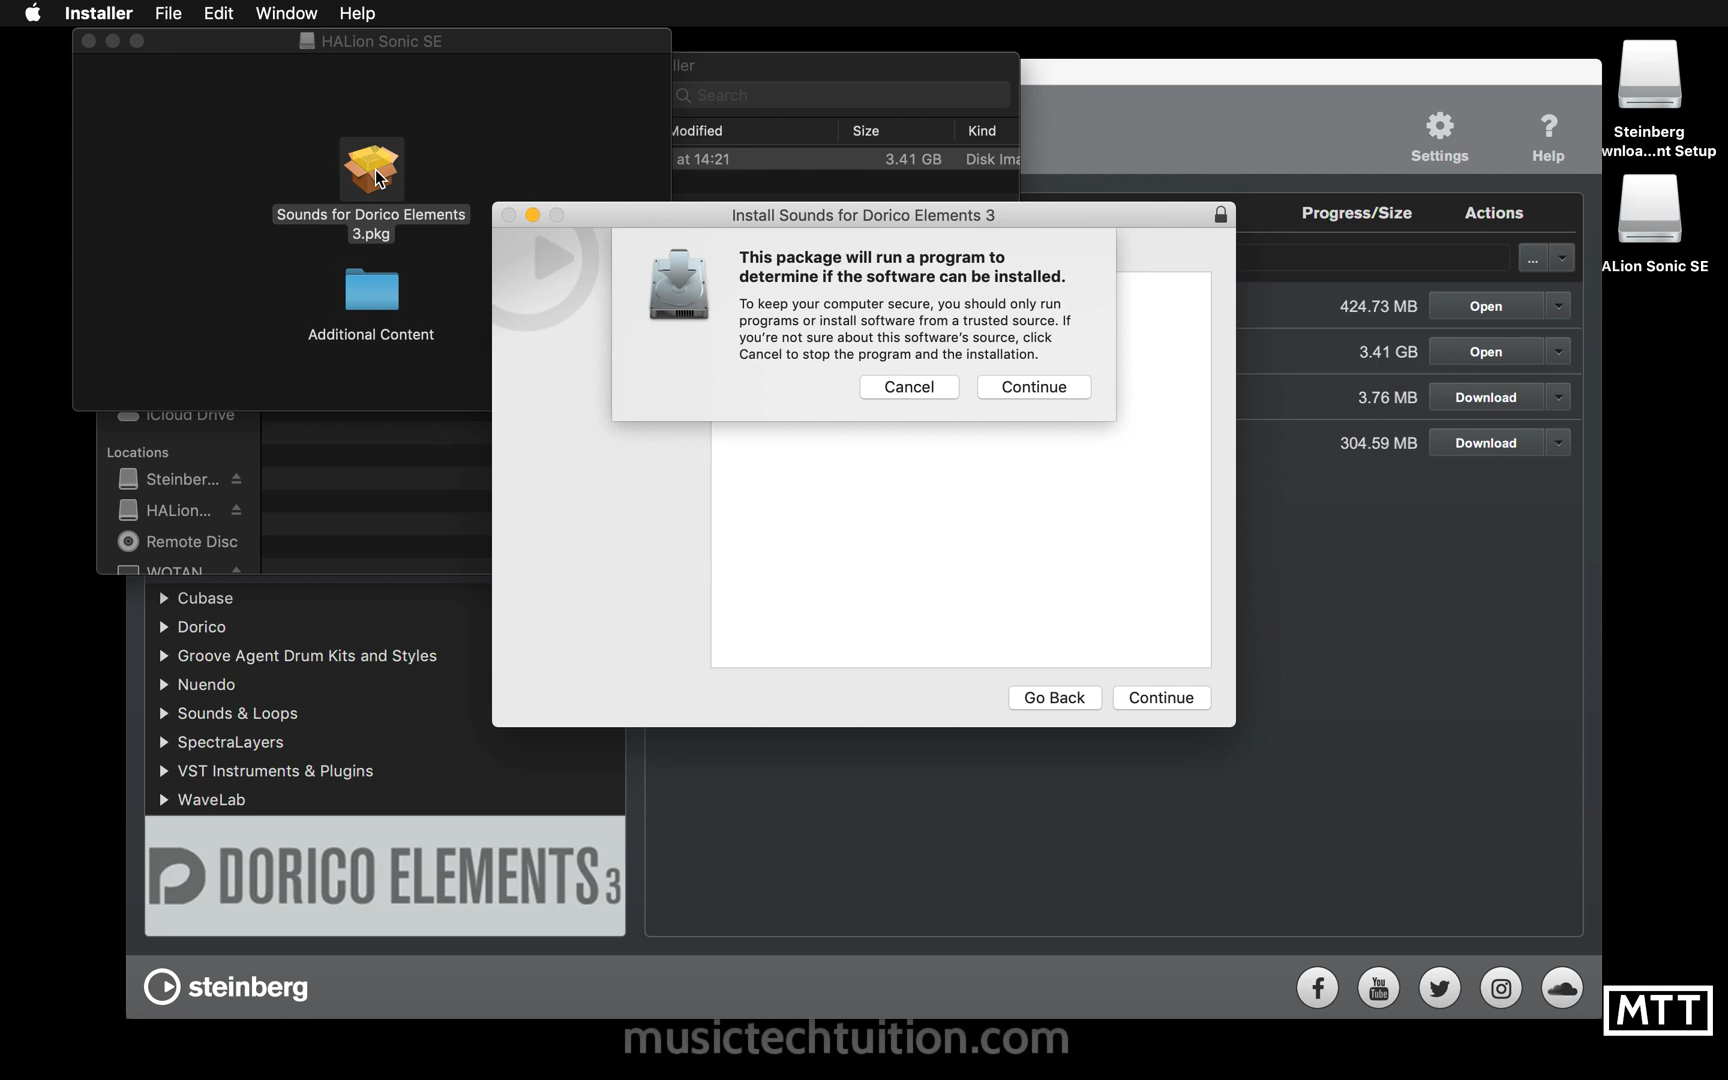 Installer File Edit Window Help
HALion Sonic SE
Sounds for Dorico Elements
3.pkg
Additional Content
ller
Search
Modified Size Kind
at 14:21 3.41 GB Disk Ima
Settings Help
Steinberg
wnloa...nt Setup
ALion Sonic SE
Install Sounds for Dorico Elements 3
This package will run a program to
determine if the software can be installed.
To keep your computer secure, you should only run
programs or install software from a trusted source. If
you're not sure about this software's source, click
Cancel to stop the program and the installation.
Cancel Continue
Go Back Continue
Progress/Size Actions
...
424.73 MB Open
3.41 GB Open
3.76 MB Download
304.59 MB Download
iCloud Drive
Locations
Steinber...
HALion...
Remote Disc
WOTAN
Cubase
Dorico
Groove Agent Drum Kits and Styles
Nuendo
Sounds & Loops
SpectraLayers
VST Instruments & Plugins
WaveLab
DORICO ELEMENTS 3
steinberg
You
Tube
MTT
musictechtuition.com